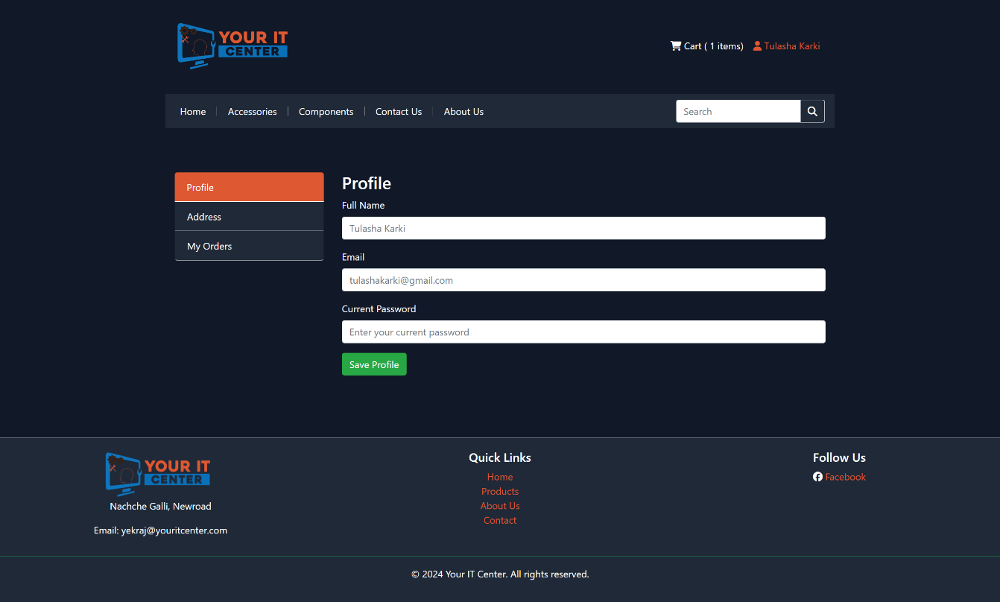 YOUR IT
CENTER
Cart ( 1 items) Tulasha Karki
Home Accessories Components Contact Us About Us Search
Profile
Address
My Orders
Profile
Full Name
Tulasha Karki
Email
tulashakarki@gmail.com
Current Password
Enter your current password
Save Profile
YOUR IT
CENTER
Nachche Galli, Newroad
Email: yekraj@youritcenter.com
Quick Links
Home
Products
About Us
Contact
Follow Us
Facebook
© 2024 Your IT Center. All rights reserved.